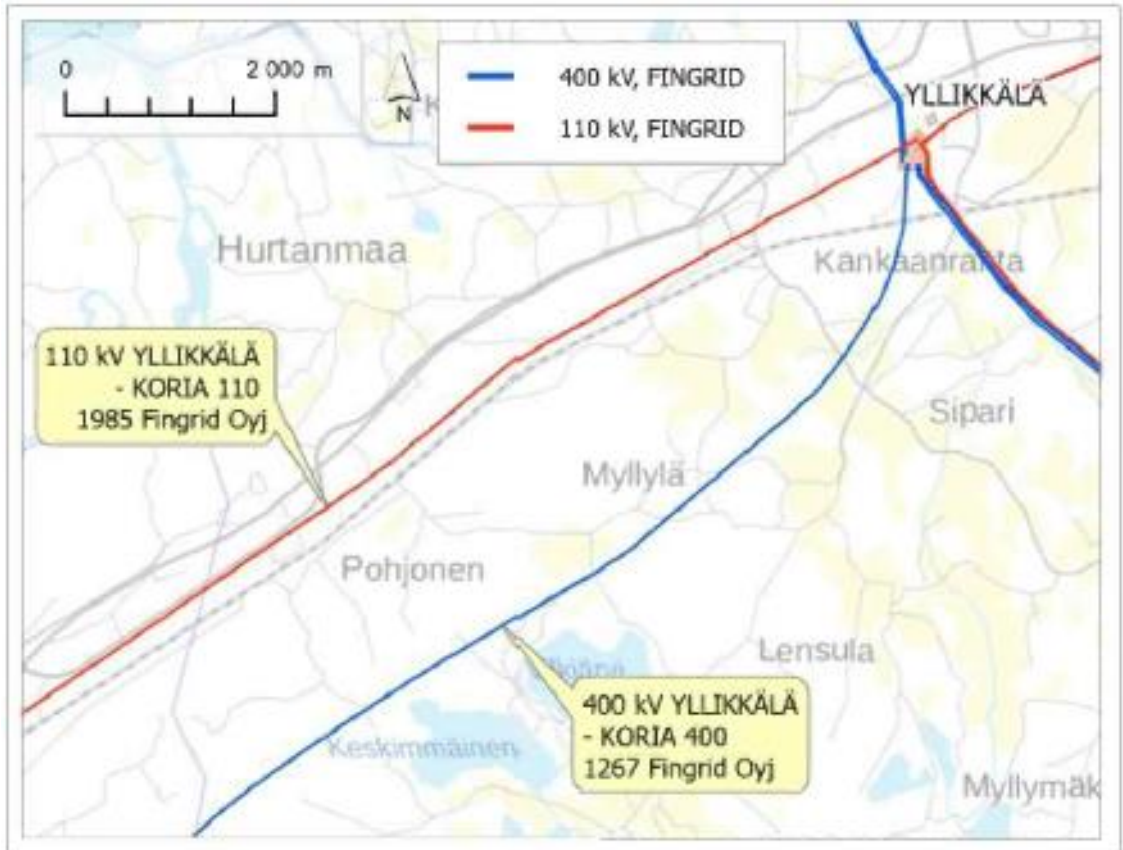 0 2 000 m
N
K
400 kV, FINGRID
110 kV, FINGRID
YLLIKKÄLÄ
Hurtanmaa
Kankaanranta
110 kV YLLIKKÄLÄ
- KORIA 110
1985 Fingrid Oyj
Sipari
Myllylä
Pohjonen
Lensula
400 kV YLLIKKÄLÄ
- KORIA 400
1267 Fingrid Oyj
Keskimmäinen
Myllymäk